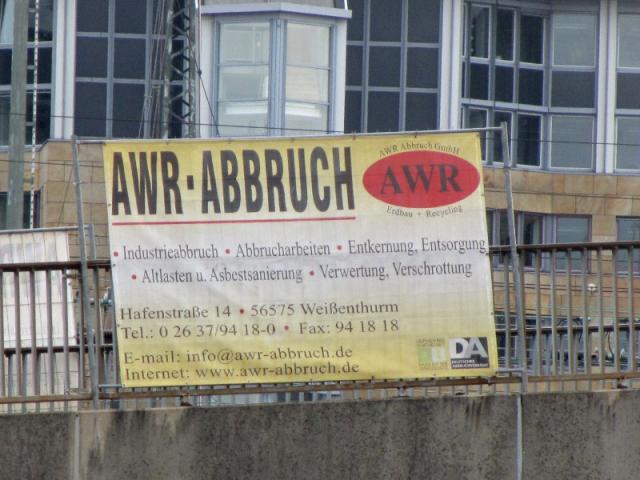 AWR-ABBRUCH
AWR Abbruch GmbH
AWR
Erdbau + Recycling
• Industrieabbruch • Abbrucharbeiten • Entkernung, Entsorgung
• Altlasten u. Asbestsanierung • Verwertung, Verschrottung
Hafenstraße 14 • 56575 Weißenthurm
Tel.: 0 26 37/94 18-0 • Fax: 94 18 18
E-mail: info@awr-abbruch.de
Internet: www.awr-abbruch.de
DA